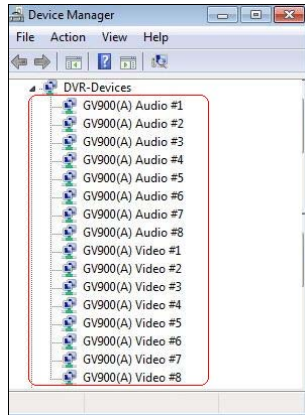 Device Manager
File Action View Help
DVR-Devices
GV900(A) Audio #1
GV900(A) Audio #2
GV900(A) Audio #3
GV900(A) Audio #4
GV900(A) Audio #5
GV900(A) Audio #6
GV900(A) Audio #7
GV900(A) Audio #8
GV900(A) Video #1
GV900(A) Video #2
GV900(A) Video #3
GV900(A) Video #4
GV900(A) Video #5
GV900(A) Video #6
GV900(A) Video #7
GV900(A) Video #8